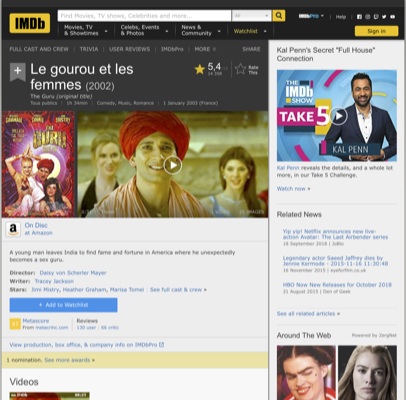 IMDb
Find Movies, TV shows, Celebrities and more...
All
IMDbPro
Help
Movies, TV & Showtimes
Celebs, Events & Photos
News & Community
Watchlist
Sign in
FULL CAST AND CREW | TRIVIA | USER REVIEWS | IMDbPro | MORE
SHARE
Le gourou et les
femmes (2002)
The Guru (original title)
5,4
Rate This
Tous publics | 1h 34min | Comedy, Music, Romance | 1 January 2003 (France)
THE GURU
On Disc
at Amazon
A young man leaves India to find fame and fortune in America where he unexpectedly
becomes a sex guru.
Director: Daisy von Scherler Mayer
Writer: Tracey Jackson
Stars: Jimi Mistry, Heather Graham, Marisa Tomei | See full cast & crew »
+ Add to Watchlist
Metascore
From metacritic.com
Reviews
130 user | 66 critic
View production, box office, & company info on IMDbPro
1 nomination. See more awards »
Videos
Kal Penn's Secret "Full House"
Connection
THE IMDb SHOW
TAKE 5
KAL PENN
Kal Penn reveals the details, and a whole lot
more, in our Take 5 Challenge.
Watch now »
Related News
Yip yip! Netflix announces new live-
action Avatar: The Last Airbender series
18 September 2018 | JoBlo
Legendary actor Saeed Jaffrey dies by
Jennie Kermode - 2015-11-16 11:30:48
16 November 2015 | eyeforfilm.co.uk
HBO Now New Releases for October 2018
21 August 2015 | Den of Geek
See all related articles »
Around The Web
Powered by ZergNet